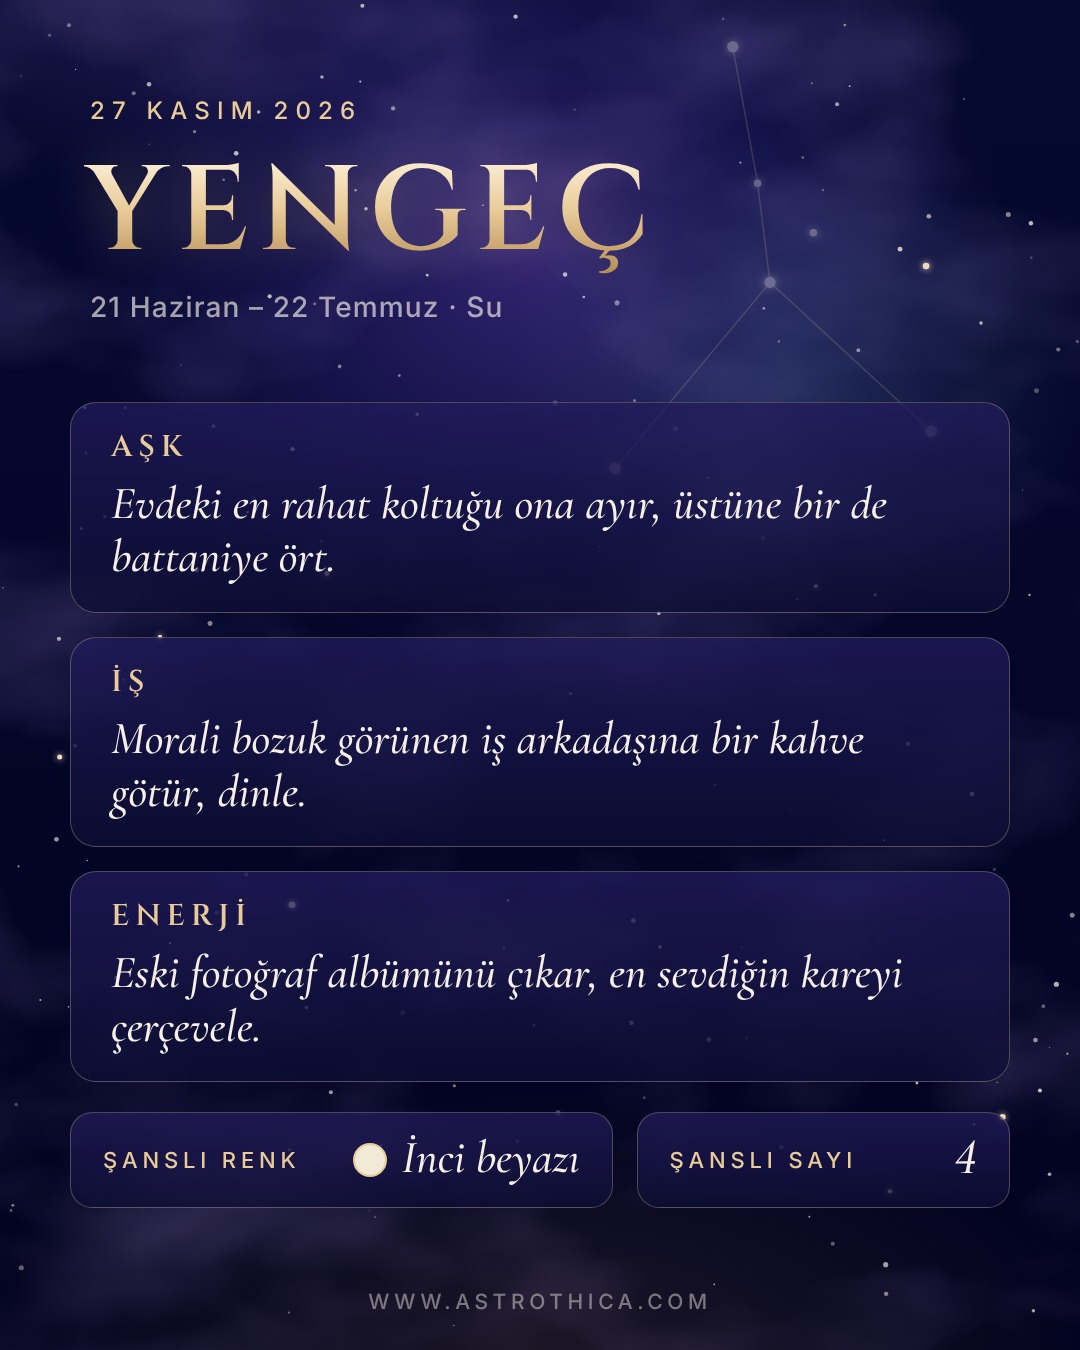 27 KASIM 2026
YENGEÇ
21 Haziran – 22 Temmuz · Su
AŞK
Evdeki en rahat koltuğu ona ayır, üstüne bir de
battaniye ört.
İŞ
Morali bozuk görünen iş arkadaşına bir kahve
götür, dinle.
ENERJİ
Eski fotoğraf albümünü çıkar, en sevdiğin kareyi
çerçevele.
ŞANSLI RENK İnci beyazı
ŞANSLI SAYI 4
WWW.ASTROTHICA.COM